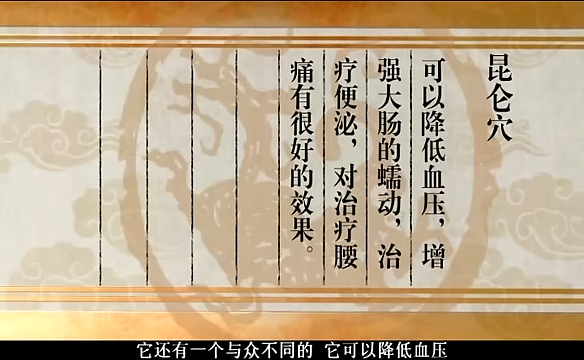 昆仑穴
可以降低血压，增
强大肠的蠕动，治
疗便泌，对治疗腰
痛有很好的效果。
它还有一个与众不同的 它可以降低血压